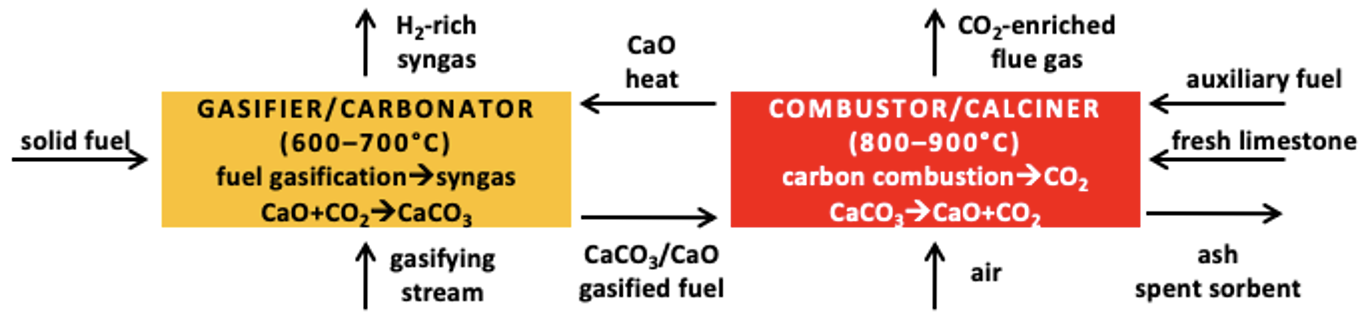 H₂-rich
syngas
CaO
heat
CO₂-enriched
flue gas
solid fuel
GASIFIER/CARBONATOR
(600–700°C)
fuel gasification→syngas
CaO+CO₂→CaCO₃
COMBUSTOR/CALCINER
(800–900°C)
carbon combustion→CO₂
CaCO₃→CaO+CO₂
auxiliary fuel
fresh limestone
gasifying
stream
CaCO₃/CaO
gasified fuel
air
ash
spent sorbent